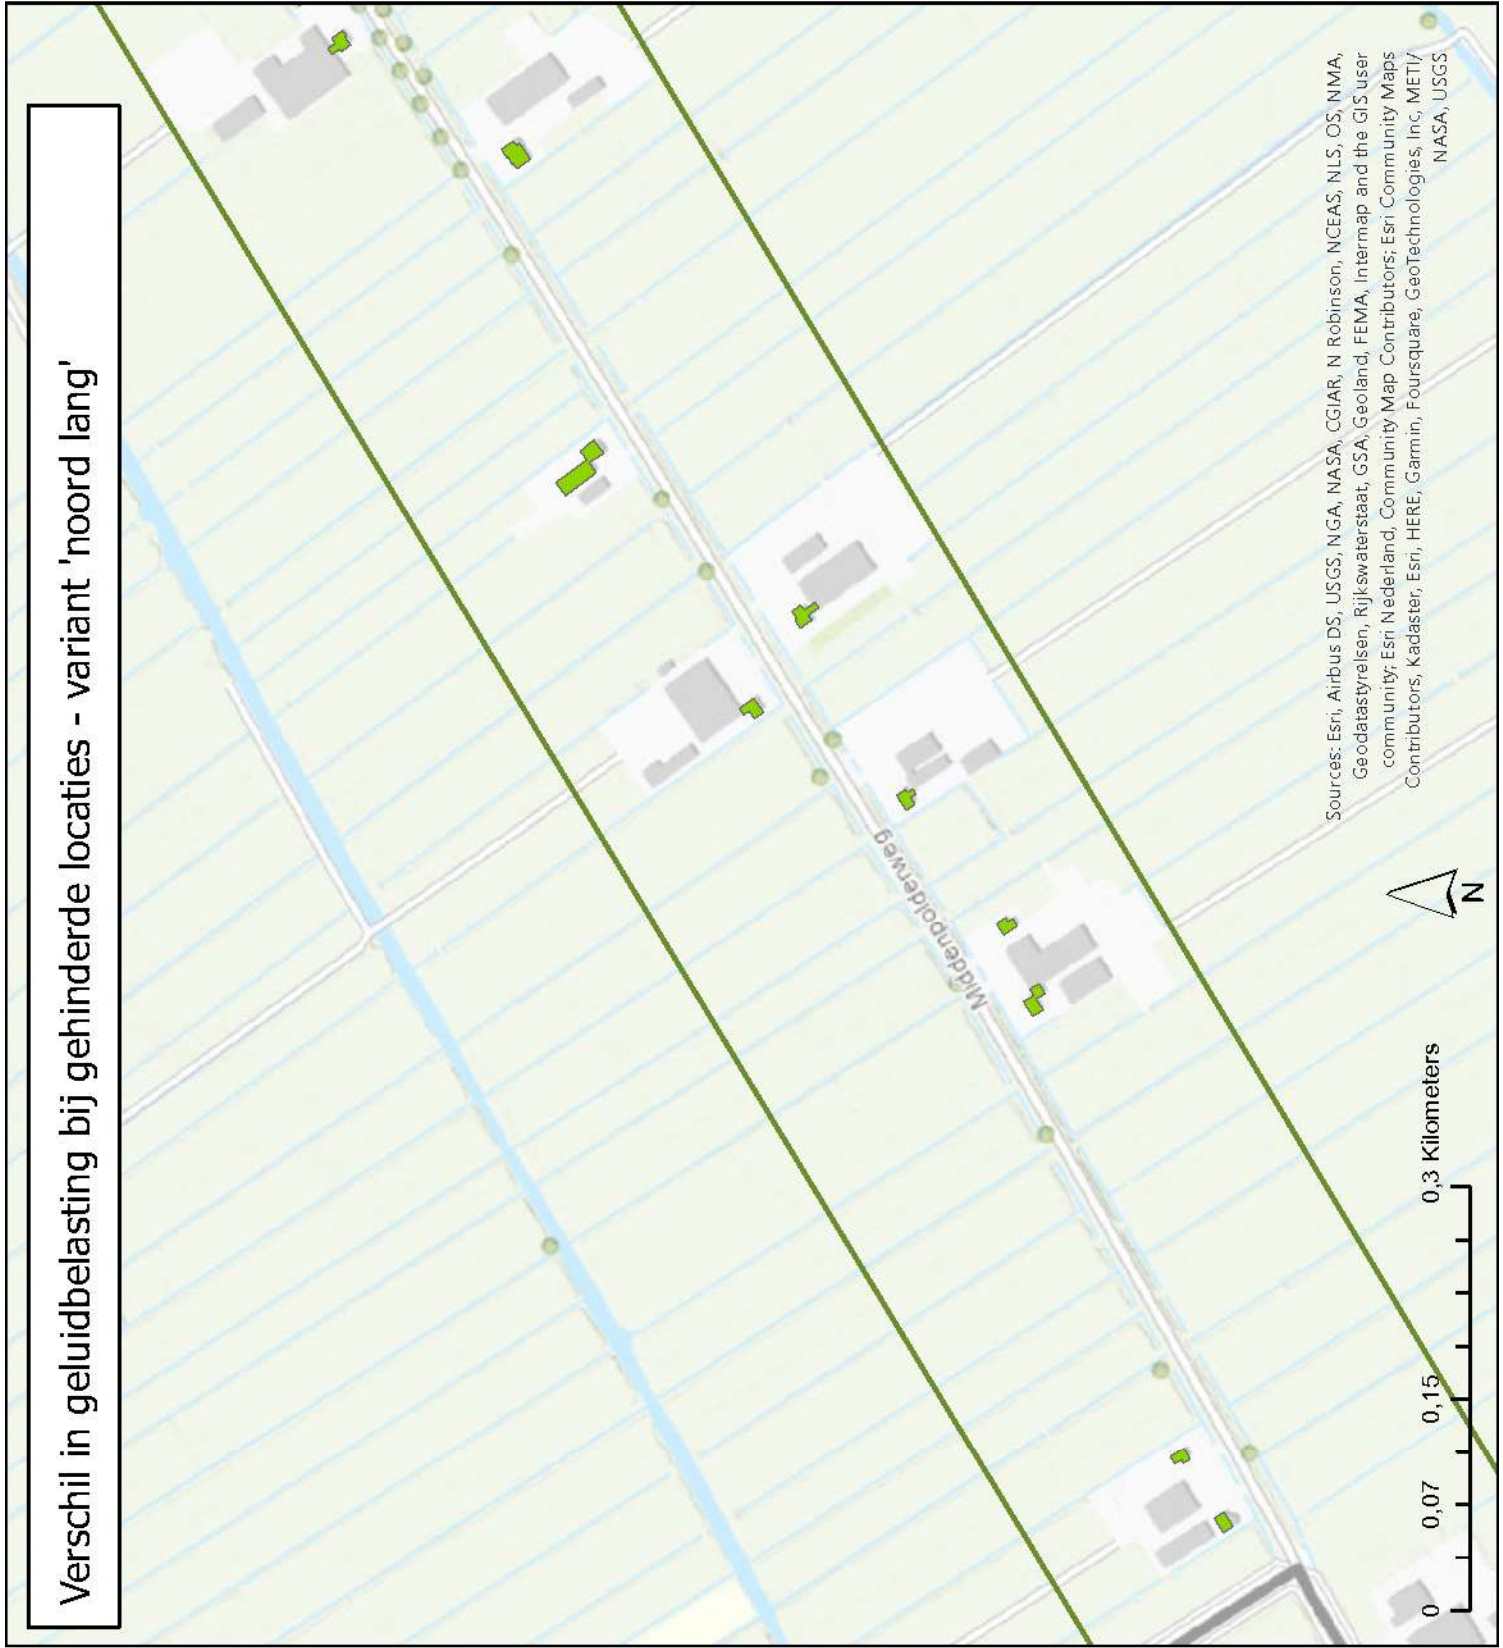 Verschil in geluidbelasting bij gehinderde locaties - variant 'noord lang'
Middenpolderweg
Sources: Esri, Airbus DS, USGS, NGA, NASA, CGIAR, N Robinson, NCEAS, NLS, OS, NMA,
Geodatastyrelsen, Rijkswaterstaat, GSA, Geoland, FEMA, Intermap and the GIS user
community; Esri Nederland, Community Map Contributors; Esri Community Maps
Contributors, Kadaster, Esri, HERE, Garmin, Foursquare, GeoTechnologies, Inc, METI/
NASA, USGS
N
0 0,07 0,15 0,3 Kilometers